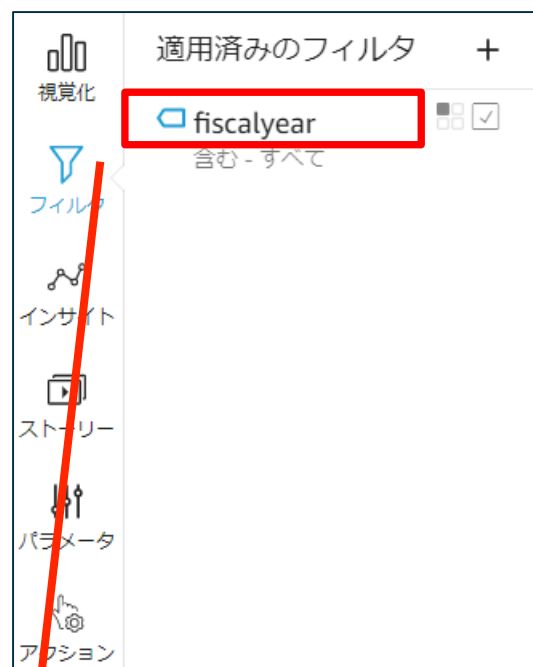 適用済みのフィルタ
視覚化
fiscalyear
含む - すべて
フィルタ
インサイト
ストーリー
パラメータ
アクション